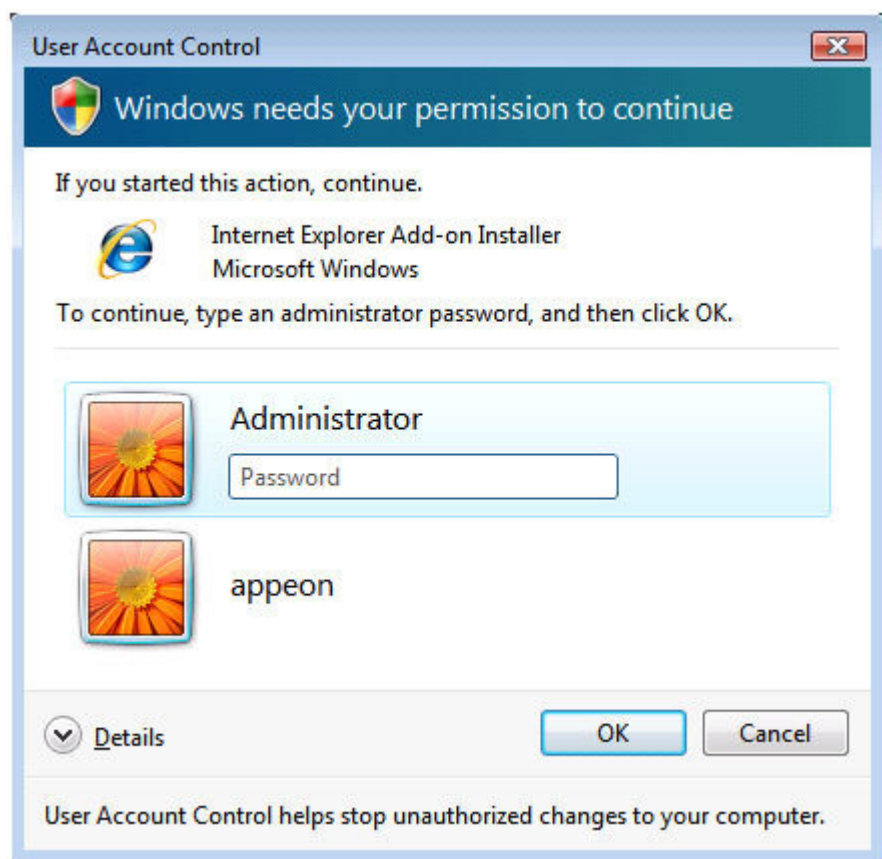 User Account Control
Windows needs your permission to continue
If you started this action, continue.
Internet Explorer Add-on Installer
Microsoft Windows
To continue, type an administrator password, and then click OK.
Administrator
Password
appeon
Details
OK
Cancel
User Account Control helps stop unauthorized changes to your computer.